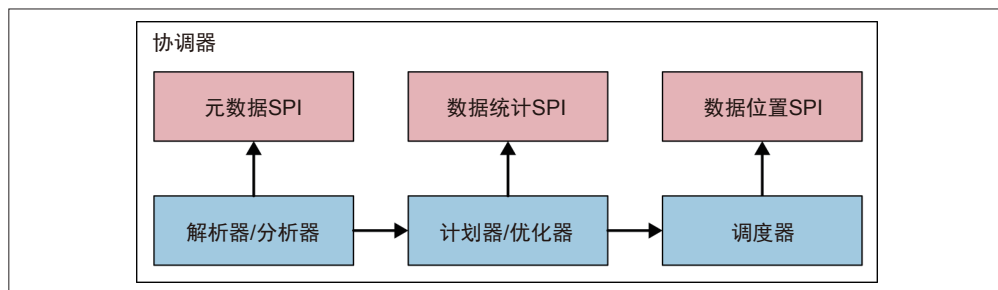 协调器
元数据SPI
数据统计SPI
数据位置SPI
解析器/分析器
计划器/优化器
调度器